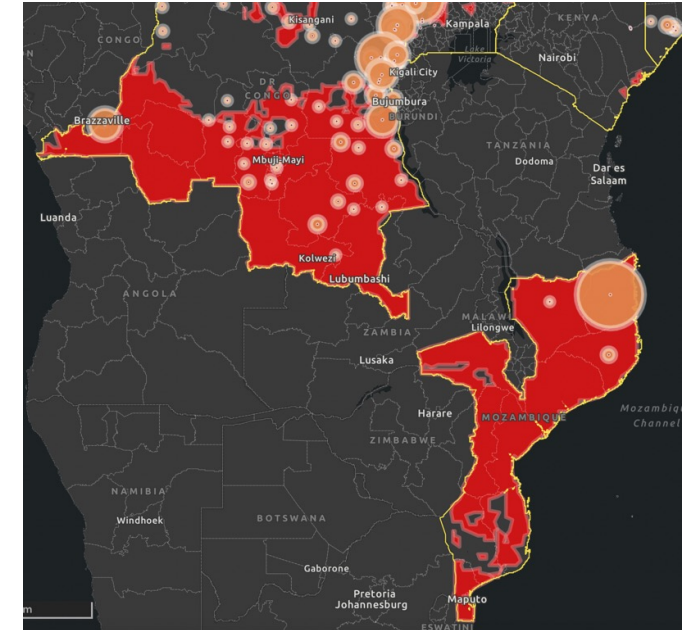 Kisangani
Kampala
KENYA
CONGO
Lake
Victoria
Nairobi
Kigali City
DR
CONGO
Bujumbura
BURUNDI
Brazzaville
TANZANIA
Dodoma
Mbuji-Mayi
Dar es
Salaam
Luanda
Kolwezi
Lubumbashi
ANGOLA
MALAWI
Lilongwe
ZAMBIA
Lusaka
Harare
MOZAMBIQUE
Mozambiqu
Channel
ZIMBABWE
NAMIBIA
Windhoek
BOTSWANA
Gaborone
Pretoria
Johannesburg
Maputo
m
ESWATINI